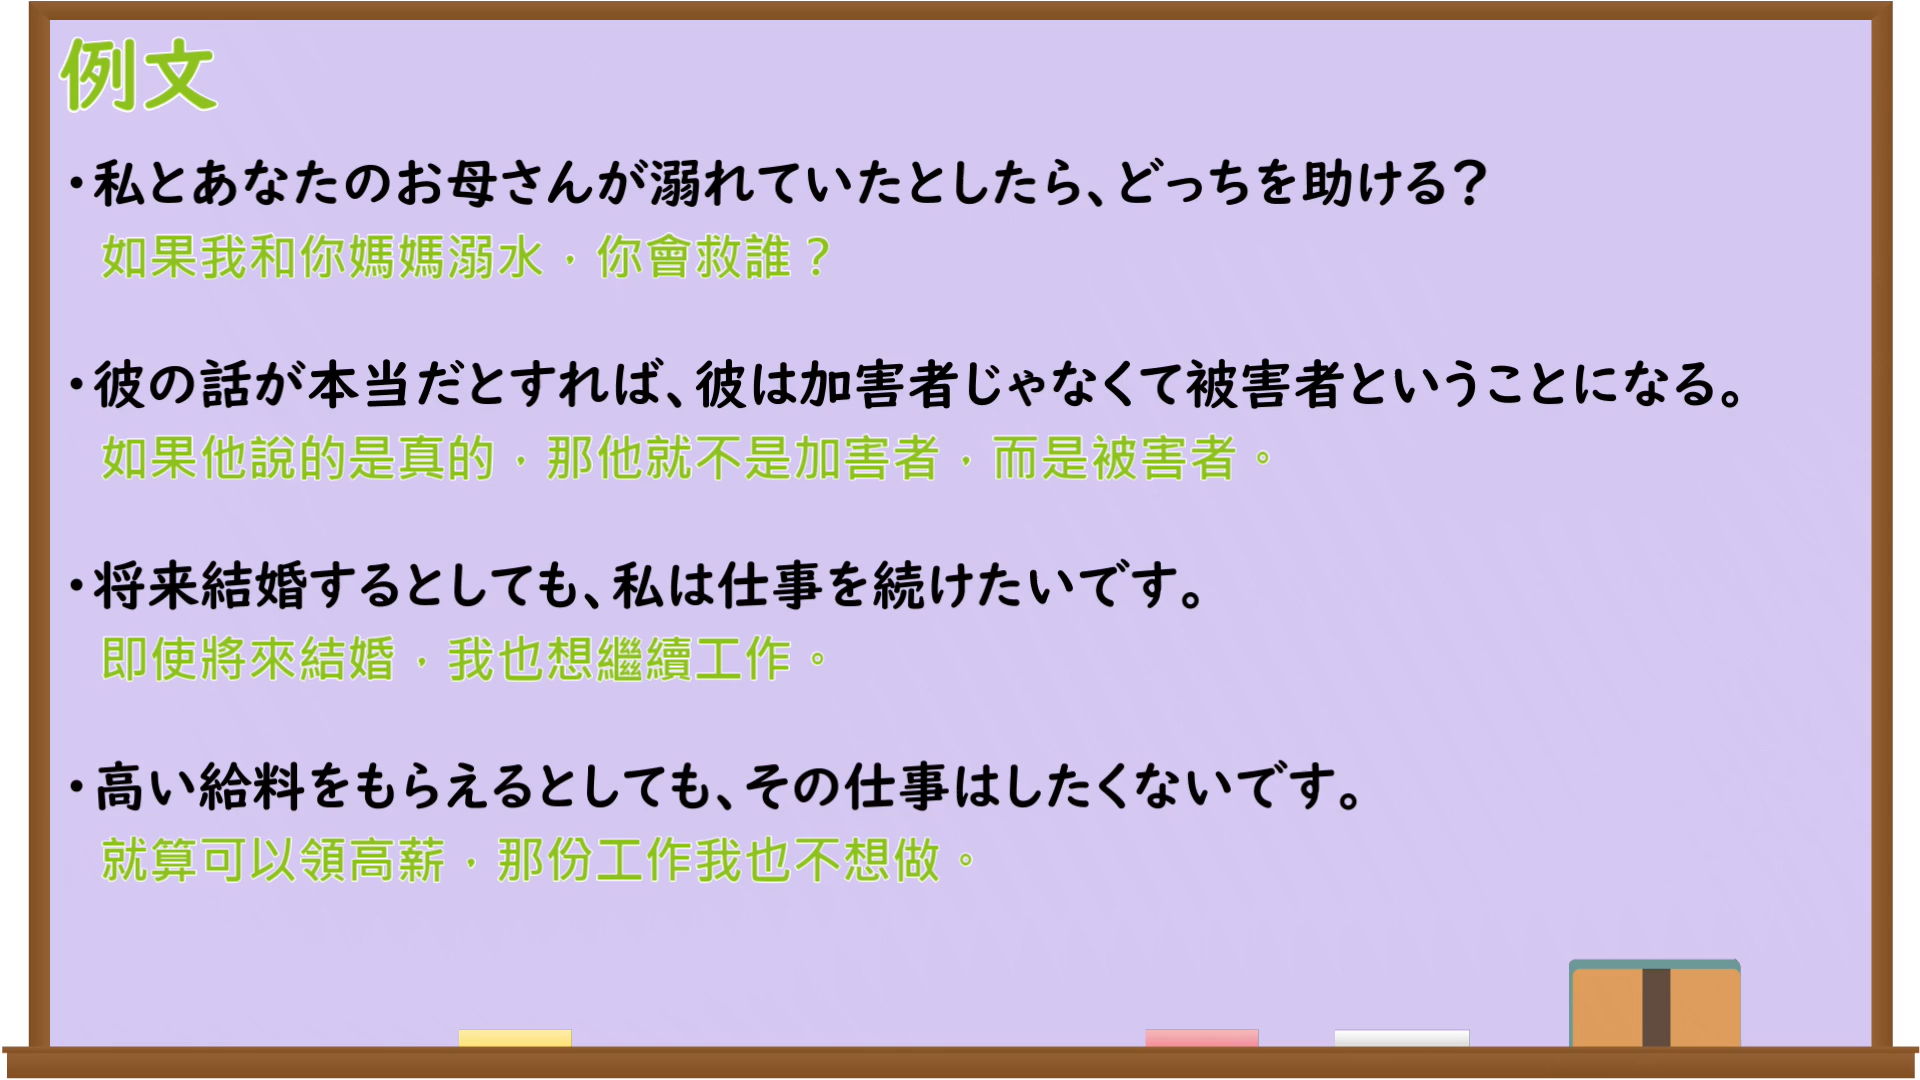 例文
・私とあなたのお母さんが溺れていたとしたら、どっちを助ける？
如果我和你媽媽溺水，你會救誰？
・彼の話が本当だとすれば、彼は加害者じゃなくて被害者ということになる。
如果他說的是真的，那他就不是加害者，而是被害者。
・将来結婚するとしても、私は仕事を続けたいです。
即使將來結婚，我也想繼續工作。
・高い給料をもらえるとしても、その仕事はしたくないです。
就算可以領高薪，那份工作我也不想做。